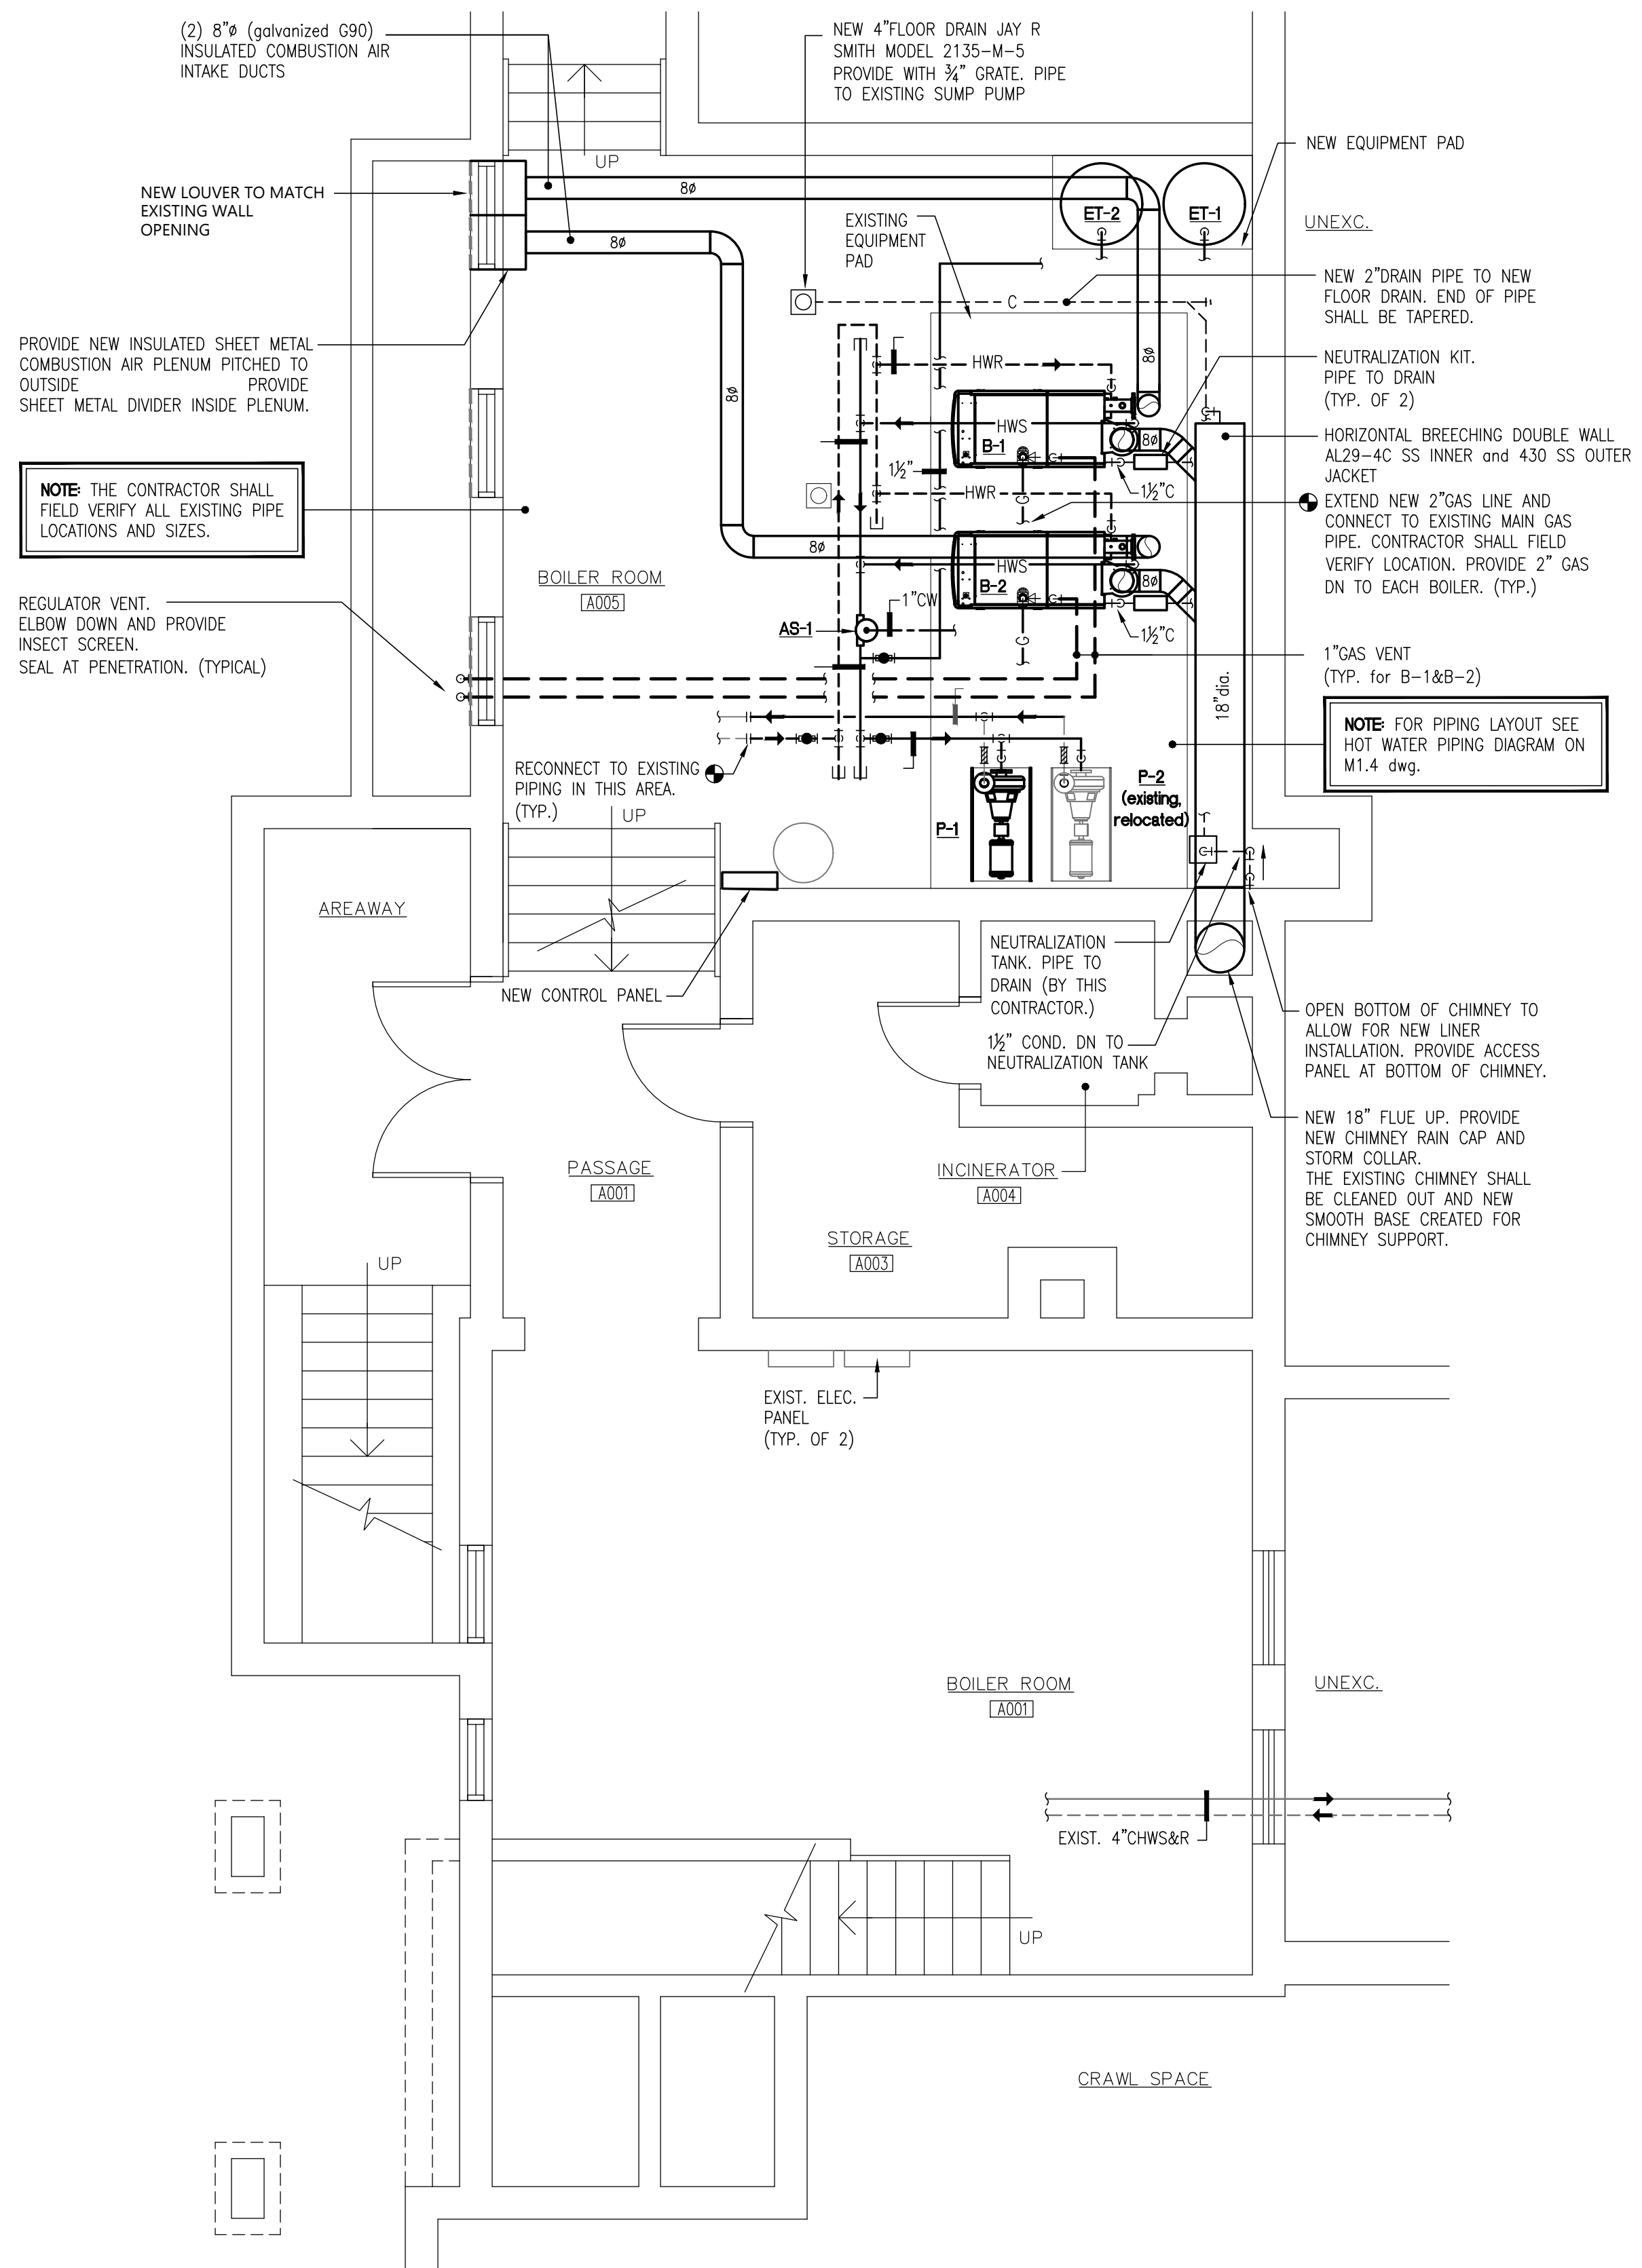 (2) 8"ø (galvanized G90)
INSULATED COMBUSTION AIR
INTAKE DUCTS
NEW 4"FLOOR DRAIN JAY R
SMITH MODEL 2135-M-5
PROVIDE WITH ¾" GRATE. PIPE
TO EXISTING SUMP PUMP
NEW EQUIPMENT PAD
UP
NEW LOUVER TO MATCH
EXISTING WALL
OPENING
8ø
8ø
ET-2
ET-1
UNEXC.
EXISTING
EQUIPMENT
PAD
NEW 2"DRAIN PIPE TO NEW
FLOOR DRAIN. END OF PIPE
SHALL BE TAPERED.
C
PROVIDE NEW INSULATED SHEET METAL
COMBUSTION AIR PLENUM PITCHED TO
OUTSIDE PROVIDE
SHEET METAL DIVIDER INSIDE PLENUM.
8ø
8ø
HWR
NEUTRALIZATION KIT.
PIPE TO DRAIN
(TYP. OF 2)
HWS
B-1
8ø
HORIZONTAL BREECHING DOUBLE WALL
AL29-4C SS INNER and 430 SS OUTER
JACKET
NOTE: THE CONTRACTOR SHALL
FIELD VERIFY ALL EXISTING PIPE
LOCATIONS AND SIZES.
1½"
HWR
G
1½"C
EXTEND NEW 2"GAS LINE AND
CONNECT TO EXISTING MAIN GAS
PIPE. CONTRACTOR SHALL FIELD
VERIFY LOCATION. PROVIDE 2" GAS
DN TO EACH BOILER. (TYP.)
8ø
HWS
B-2
8ø
BOILER ROOM
A005
REGULATOR VENT.
ELBOW DOWN AND PROVIDE
INSECT SCREEN.
SEAL AT PENETRATION. (TYPICAL)
1"CW
AS-1
G
1½"C
1"GAS VENT
(TYP. for B-1&B-2)
18"dia.
NOTE: FOR PIPING LAYOUT SEE
HOT WATER PIPING DIAGRAM ON
M1.4 dwg.
RECONNECT TO EXISTING
PIPING IN THIS AREA.
(TYP.)
P-2
(existing,
relocated)
P-1
UP
AREAWAY
NEW CONTROL PANEL
NEUTRALIZATION
TANK. PIPE TO
DRAIN (BY THIS
CONTRACTOR.)
1½" COND. DN TO
NEUTRALIZATION TANK
OPEN BOTTOM OF CHIMNEY TO
ALLOW FOR NEW LINER
INSTALLATION. PROVIDE ACCESS
PANEL AT BOTTOM OF CHIMNEY.
NEW 18" FLUE UP. PROVIDE
NEW CHIMNEY RAIN CAP AND
STORM COLLAR.
THE EXISTING CHIMNEY SHALL
BE CLEANED OUT AND NEW
SMOOTH BASE CREATED FOR
CHIMNEY SUPPORT.
PASSAGE
A001
INCINERATOR
A004
STORAGE
A003
UP
EXIST. ELEC.
PANEL
(TYP. OF 2)
BOILER ROOM
A001
UNEXC.
EXIST. 4"CHWS&R
UP
CRAWL SPACE